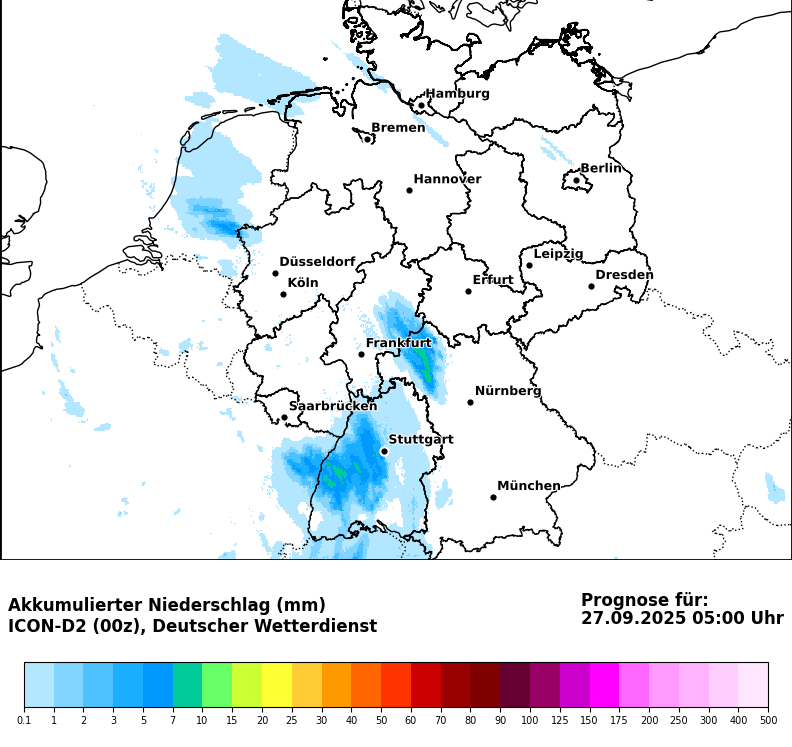 Hamburg
Bremen
Berlin
Hannover
Leipzig
Düsseldorf
Dresden
Köln
Erfurt
Frankfurt
Nürnberg
Saarbrücken
Stuttgart
München
Akkumulierter Niederschlag (mm)
ICON-D2 (00z), Deutscher Wetterdienst
Prognose für:
27.09.2025 05:00 Uhr
0.1 1 2 3 5 7 10 15 20 25 30 40 50 60 70 80 90 100 125 150 175 200 250 300 400 500